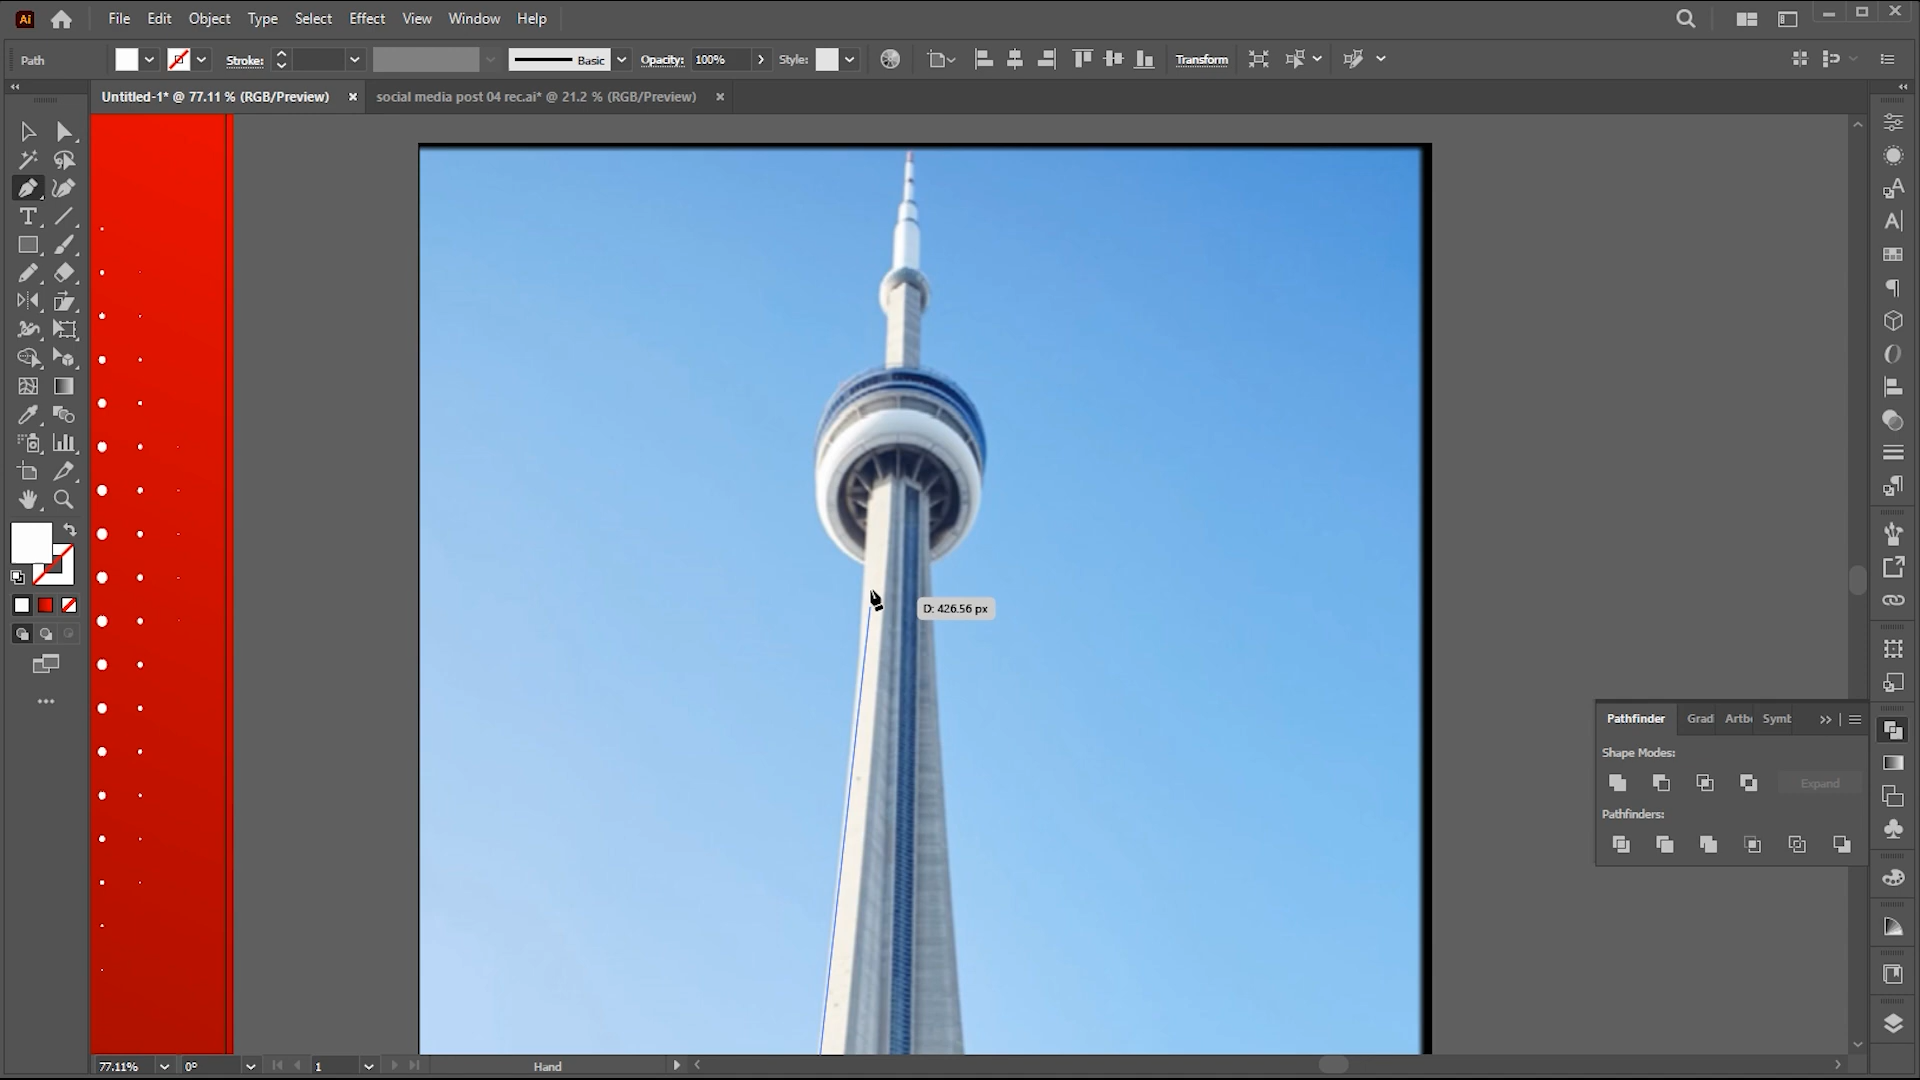 Ai File Edit Object Type Select Effect View Window Help
Path Stroke: Basic Opacity: 100% Style: Transform
Untitled-1* @ 77.11 % (RGB/Preview) social media post 04 rec.ai* @ 21.2 % (RGB/Preview)
D: 426.56 px
Pathfinder Grad Artb Symb
Shape Modes:
Expand
Pathfinders:
77.11% 0° 1 Hand